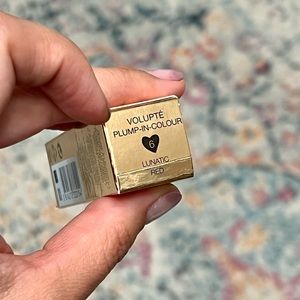 VOLUPTÉ
PLUMP-IN-COLOUR
6
LUNATIC
RED